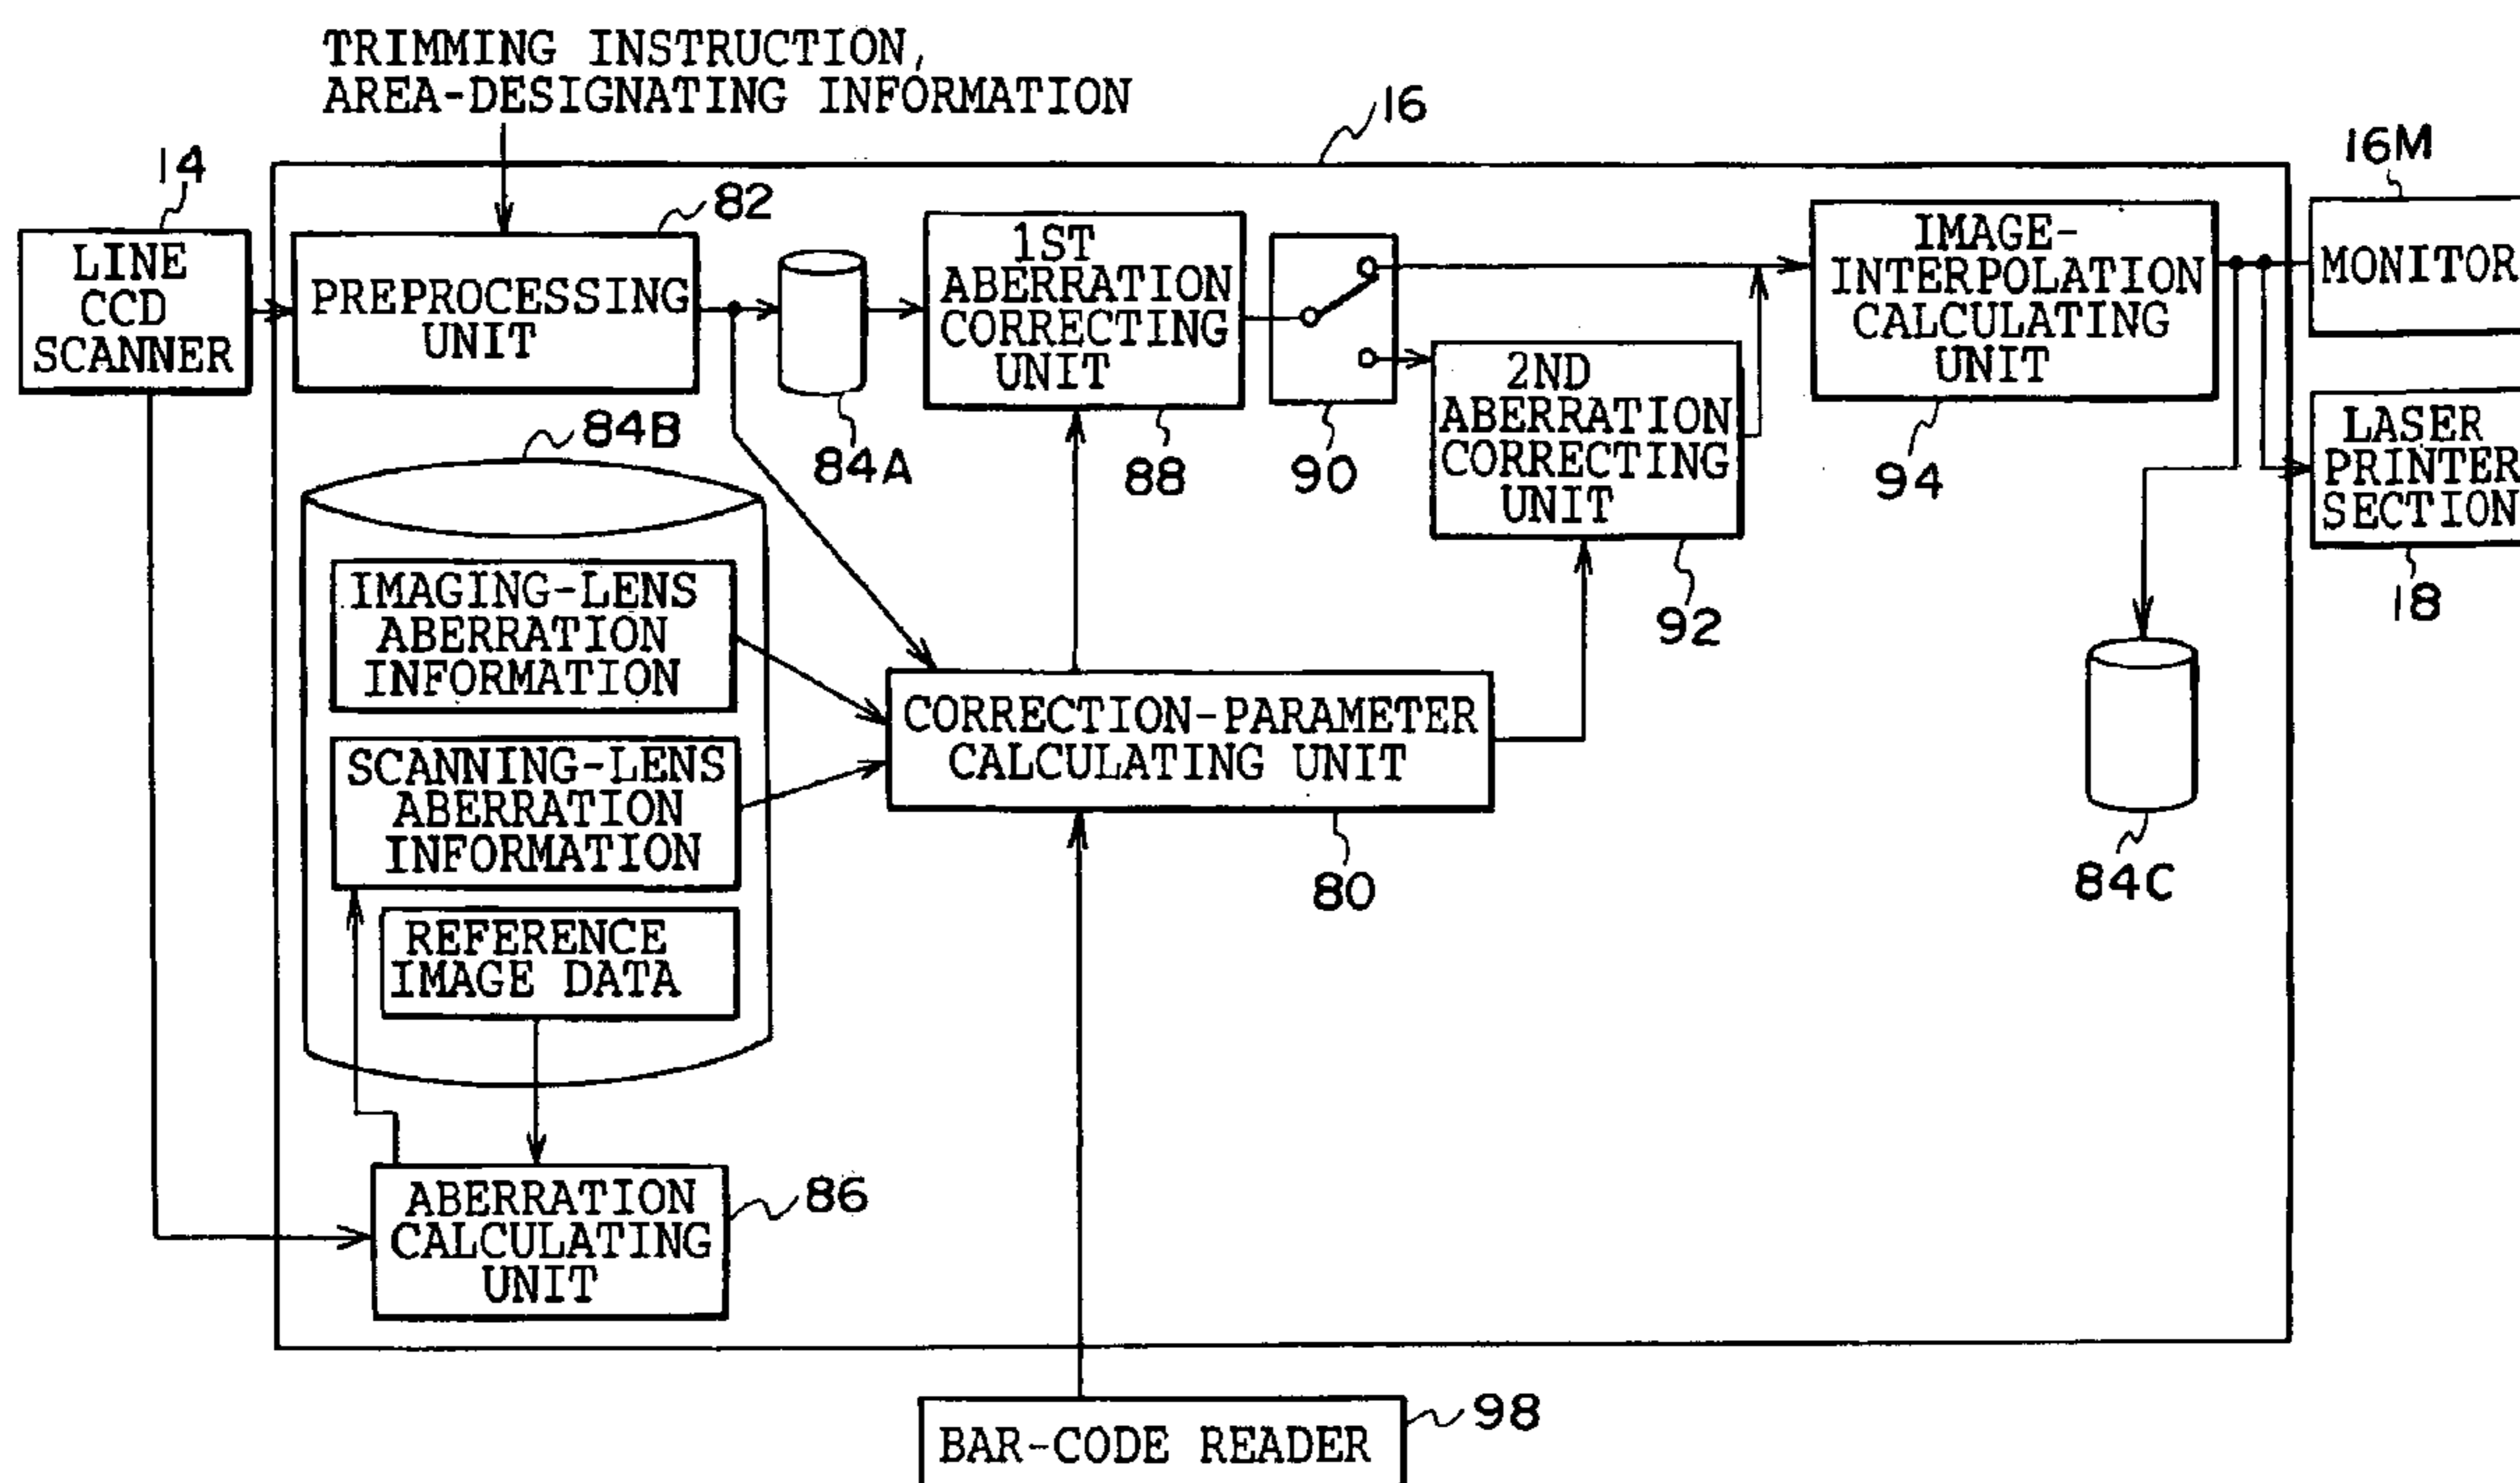 TRIMMING INSTRUCTION,
AREA-DESIGNATING INFORMATION
16
14
16M
82
LINE
CCD
SCANNER
PREPROCESSING
UNIT
84A
1ST
ABERRATION
CORRECTING
UNIT
88
90
2ND
ABERRATION
CORRECTING
UNIT
92
IMAGE-
INTERPOLATION
CALCULATING
UNIT
94
MONITOR
LASER
PRINTER
SECTION
18
84B
IMAGING-LENS
ABERRATION
INFORMATION
SCANNING-LENS
ABERRATION
INFORMATION
REFERENCE
IMAGE DATA
CORRECTION-PARAMETER
CALCULATING UNIT
80
84C
ABERRATION
CALCULATING
UNIT
86
BAR-CODE READER
98